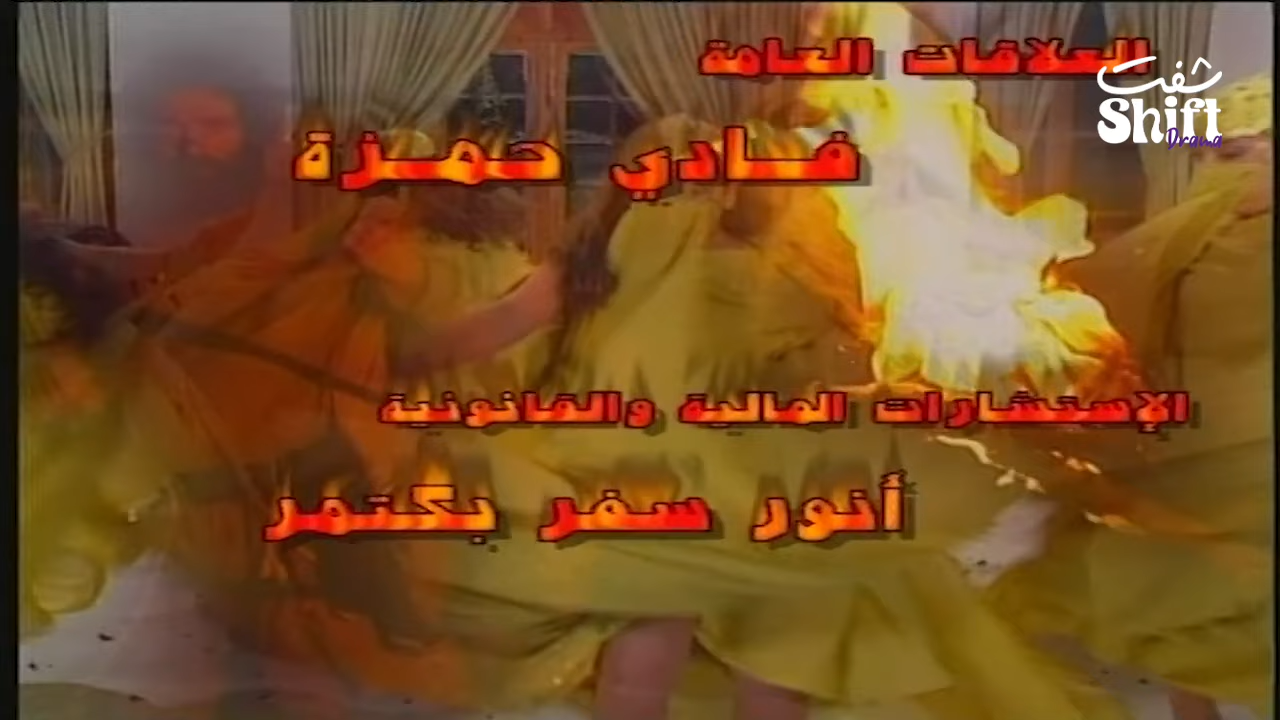 العلاقات العامة
شفت
Shift
Drama
فادي حمزة
الإستشارات المالية والقانونية
أنور سفر بكتمر